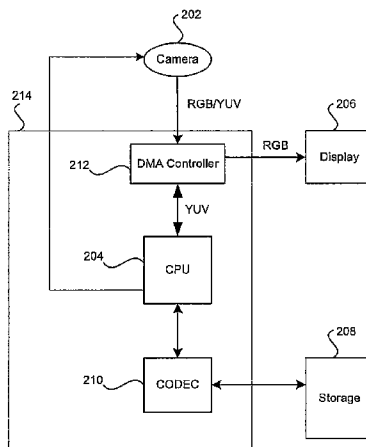 202
Camera
214
RGB/YUV
206
212
DMA Controller
RGB
Display
YUV
204
CPU
208
210
CODEC
Storage